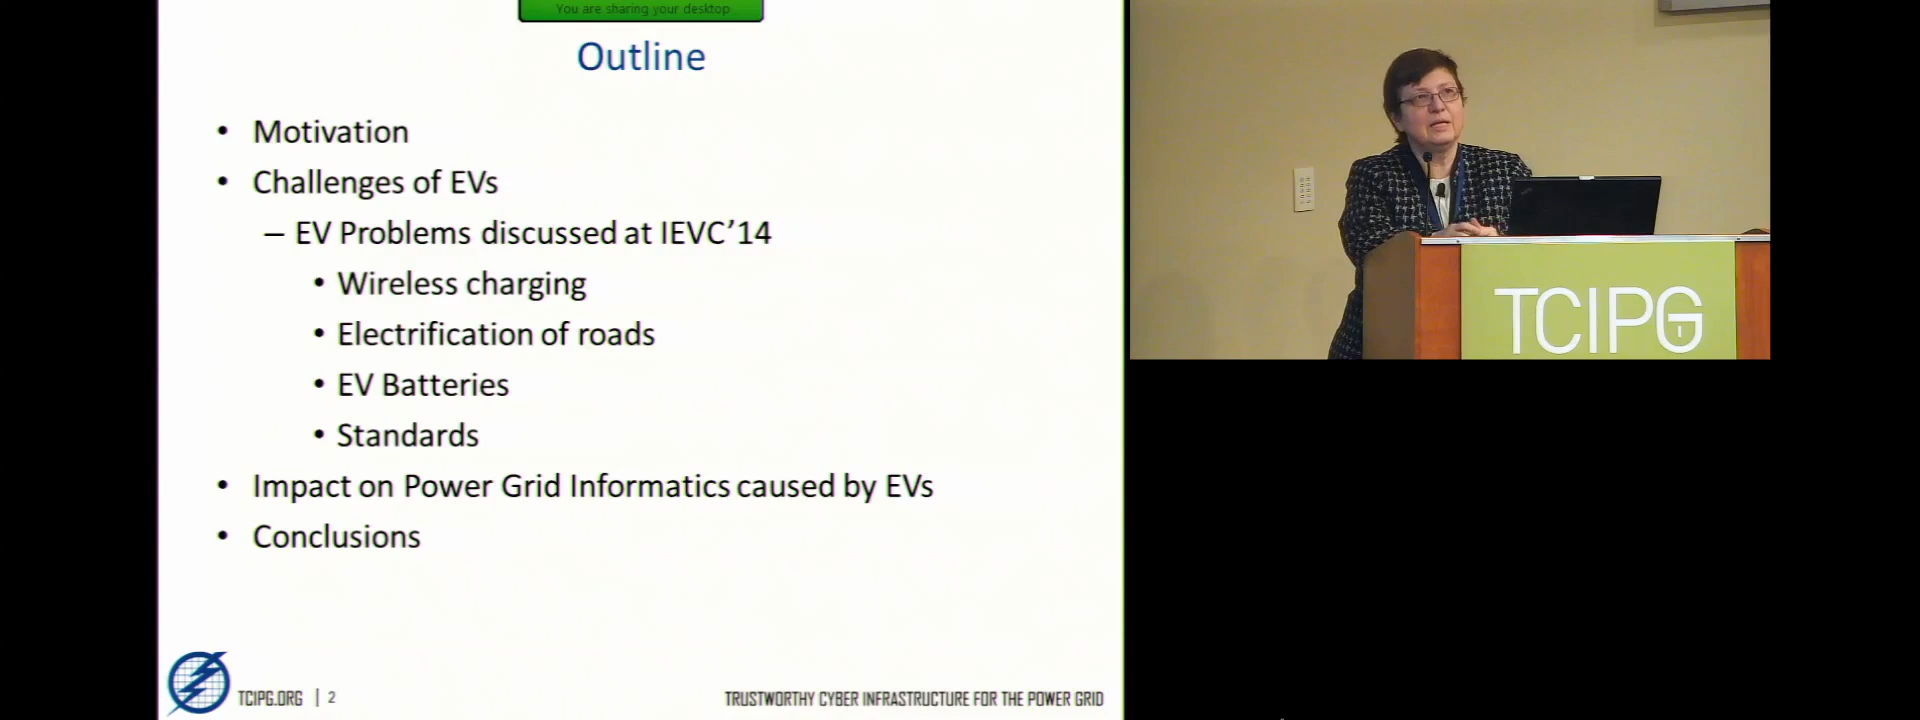 You are sharing your desktop
Outline
• Motivation
• Challenges of EVs
– EV Problems discussed at IEVC’14
• Wireless charging
• Electrification of roads
• EV Batteries
• Standards
• Impact on Power Grid Informatics caused by EVs
• Conclusions
TCIPG.ORG | 2
TRUSTWORTHY CYBER INFRASTRUCTURE FOR THE POWER GRID
TCIPG